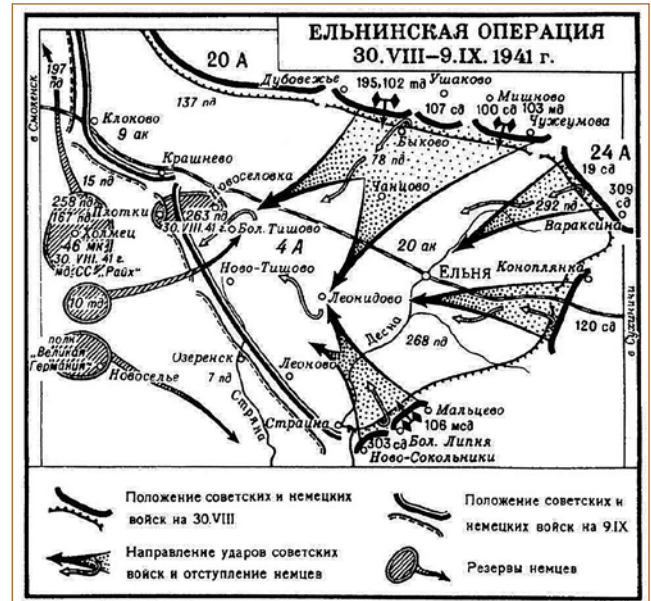 ЕЛЬНИНСКАЯ ОПЕРАЦИЯ
30.VIII–9.IX. 1941 г.
197 пд
20 А
Дубовежье
195,102 тд
Ушаково
в Смоленск
137 пд
107 сд
Мишново
100 сд
103 мд
Клоково
9 ак
Быково
Чужеумова
78 пд
24 А
19 сд
Крашнево
15 пд
Новоселовка
Чанцово
309 сд
258 пд
161 пд
Плотки
263 пд
30.VIII.41 г.
292 пд
Холмец
Бол. Тишово
Вараксина
46 мк
30.VIII.41 г.
4 А
20 ак
мд„СС"„Райх"
Ельня
Коноплянка
Ново-Тишово
10 тд
Леонидово
в Сухиничи
120 сд
полк
„Великая
Германия"
Озеренск
Десна
268 пд
Леоново
Новоселье
7 пд
Стряна
Страина
Мальцево
106 мсд
303 сд
Бол. Липня
Ново-Сокольники
Положение советских и немецких
войск на 30.VIII
Положение советских и
немецких войск на 9.IX
Направление ударов советских
войск и отступление немцев
Резервы немцев